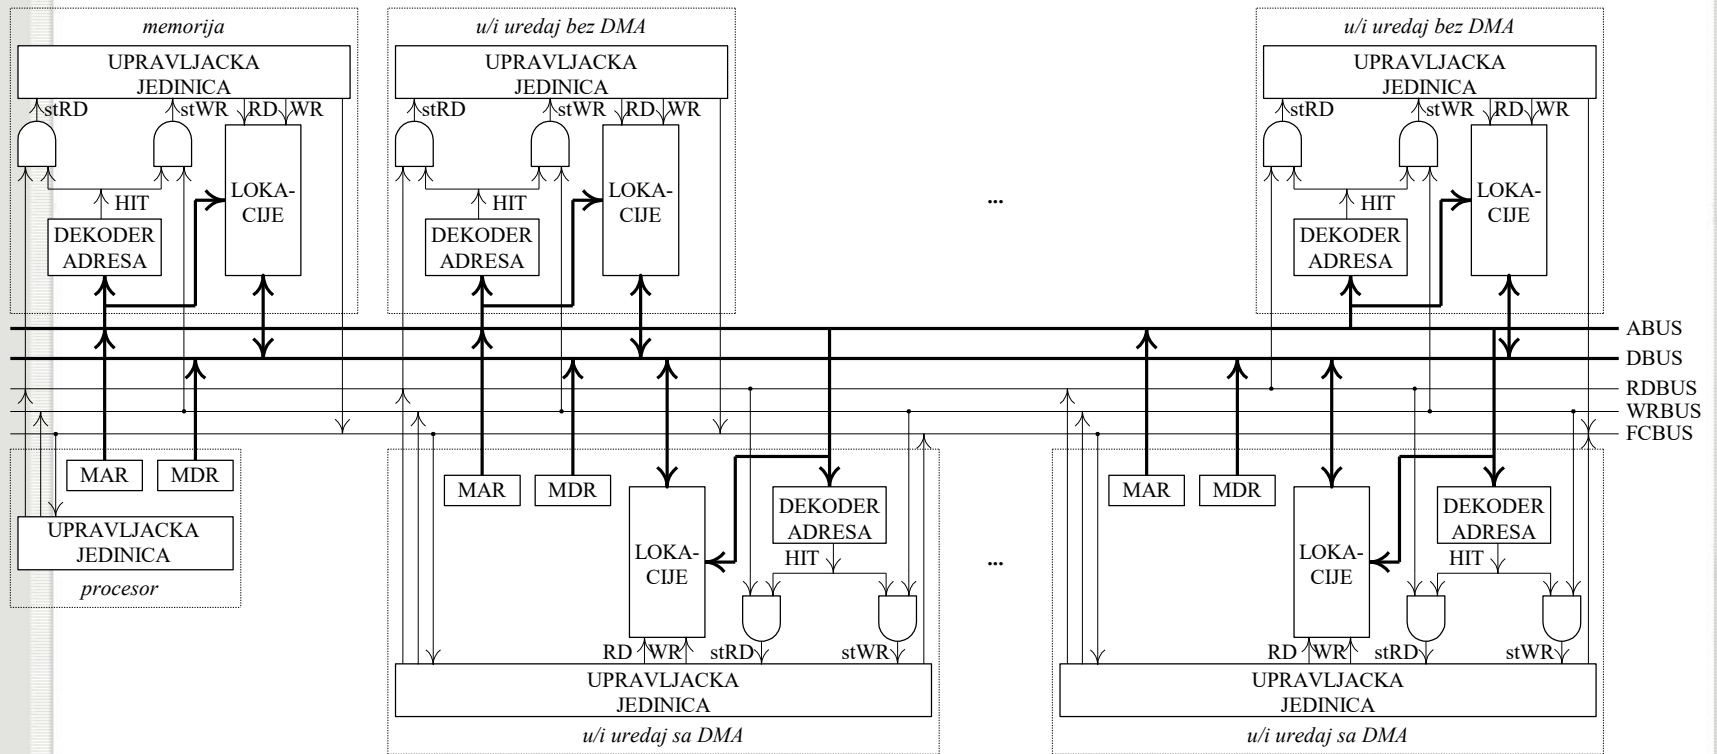 memorija
UPRAVLJACKA
JEDINICA
stRD
stWR
RD
WR
HIT
LOKA-
CIJE
DEKODER
ADRESA
u/i uredaj bez DMA
UPRAVLJACKA
JEDINICA
stRD
stWR
RD
WR
HIT
LOKA-
CIJE
DEKODER
ADRESA
...
u/i uredaj bez DMA
UPRAVLJACKA
JEDINICA
stRD
stWR
RD
WR
HIT
LOKA-
CIJE
DEKODER
ADRESA
ABUS
DBUS
RDBUS
WRBUS
FCBUS
MAR
MDR
UPRAVLJACKA
JEDINICA
procesor
MAR
MDR
LOKA-
CIJE
DEKODER
ADRESA
HIT
RD
WR
stRD
stWR
UPRAVLJACKA
JEDINICA
u/i uredaj sa DMA
...
MAR
MDR
LOKA-
CIJE
DEKODER
ADRESA
HIT
RD
WR
stRD
stWR
UPRAVLJACKA
JEDINICA
u/i uredaj sa DMA